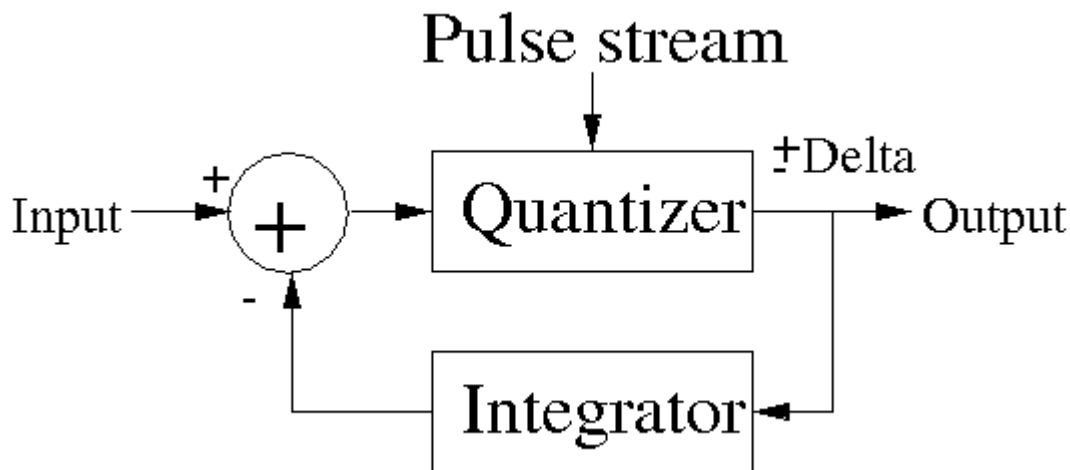 Pulse stream
± Delta
+
Input
+
Quantizer
Output
-
Integrator